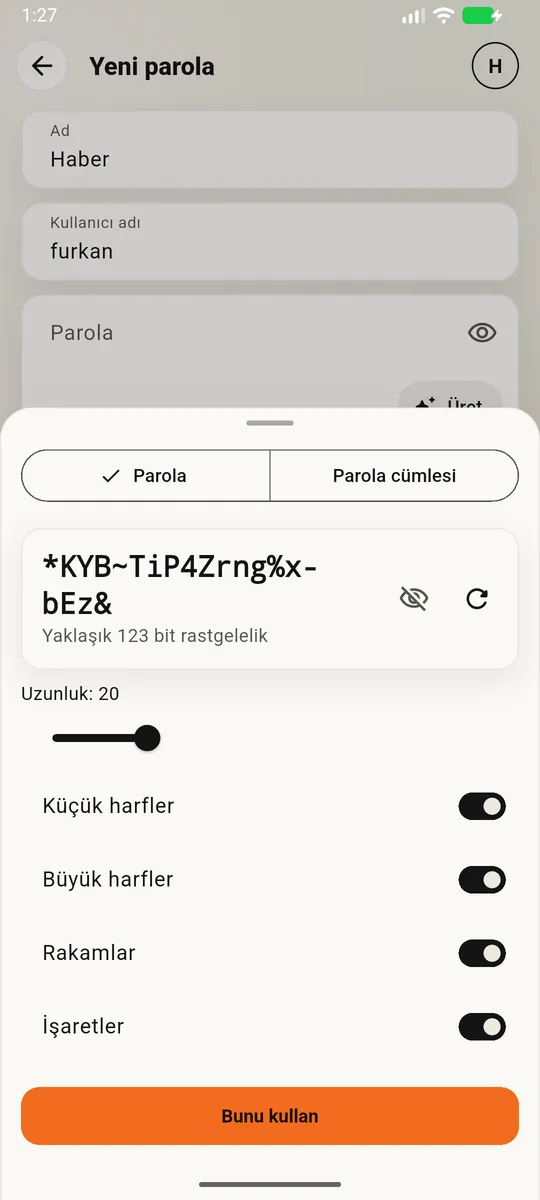 1:27
Yeni parola
H
Ad
Haber
Kullanıcı adı
furkan
Parola
Üret
Parola
Parola cümlesi
*KYB~TiP4Zrng%x-
bEz&
Yaklaşık 123 bit rastgelelik
Uzunluk: 20
Küçük harfler
Büyük harfler
Rakamlar
İşaretler
Bunu kullan